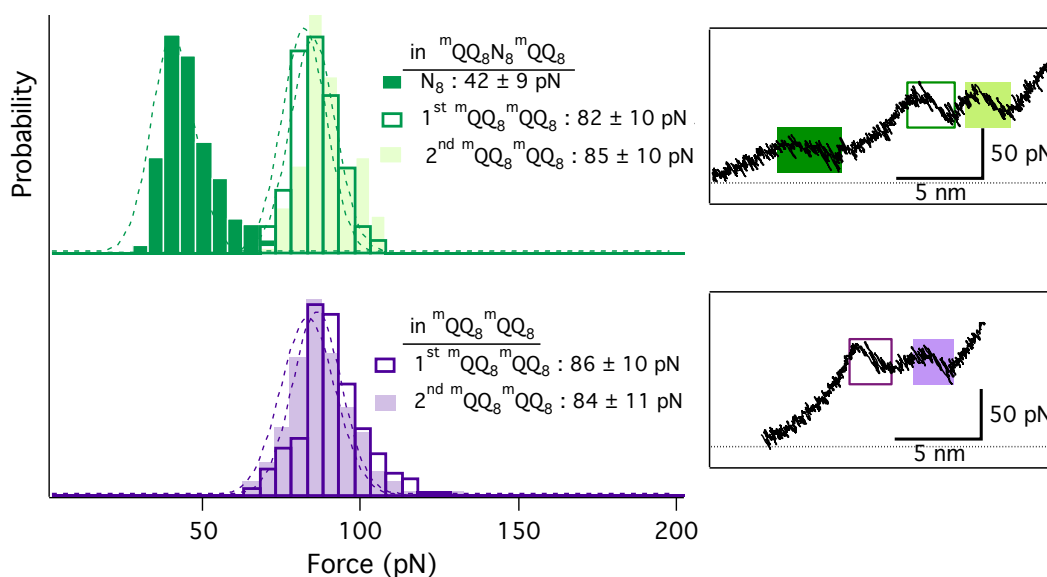 Probability
in ᵐQQ₈N₈ᵐQQ₈
N₈ : 42 ± 9 pN
1ˢᵗ ᵐQQ₈ᵐQQ₈ : 82 ± 10 pN
2ⁿᵈ ᵐQQ₈ᵐQQ₈ : 85 ± 10 pN
50 pN
5 nm
in ᵐQQ₈ᵐQQ₈
1ˢᵗ ᵐQQ₈ᵐQQ₈ : 86 ± 10 pN
2ⁿᵈ ᵐQQ₈ᵐQQ₈ : 84 ± 11 pN
50 pN
5 nm
50 100 150 200
Force (pN)